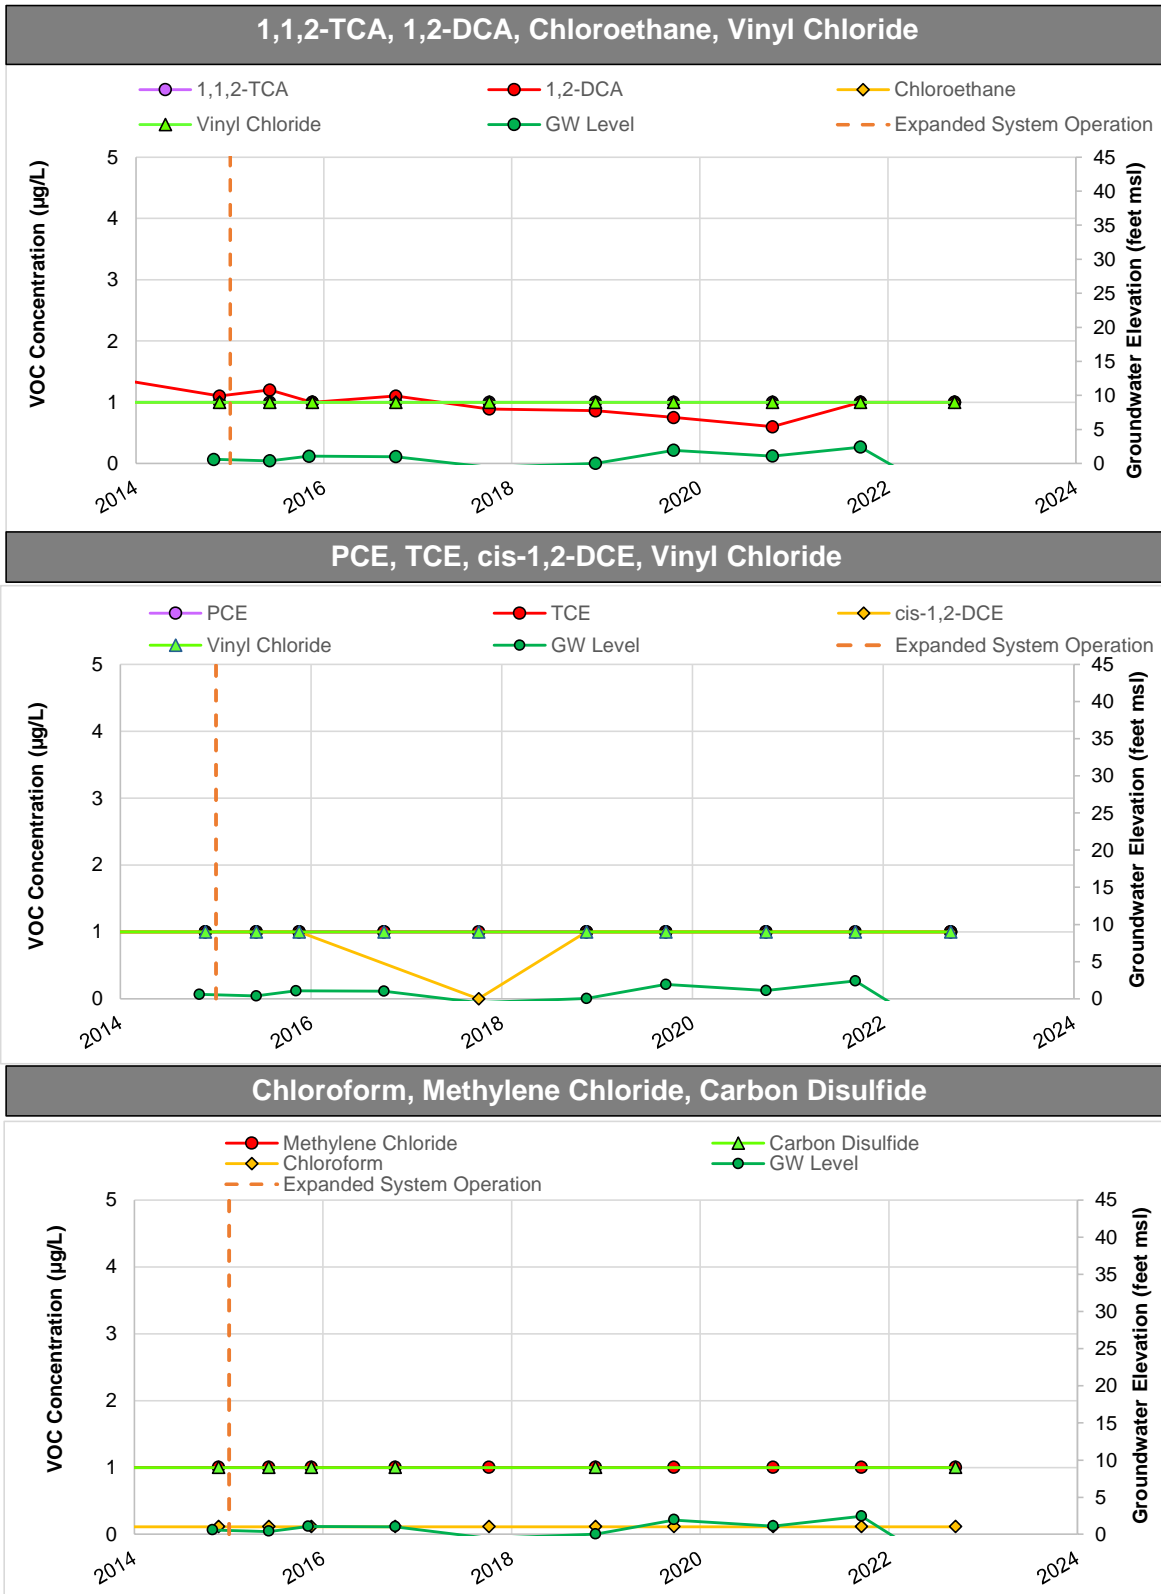 1,1,2-TCA, 1,2-DCA, Chloroethane, Vinyl Chloride
1,1,2-TCA 1,2-DCA Chloroethane
Vinyl Chloride GW Level Expanded System Operation
VOC Concentration (µg/L)
5
4
3
2
1
0
45
40
35
30
25
20
15
10
5
0
Groundwater Elevation (feet msl)
2014 2016 2018 2020 2022 2024
PCE, TCE, cis-1,2-DCE, Vinyl Chloride
PCE TCE cis-1,2-DCE
Vinyl Chloride GW Level Expanded System Operation
VOC Concentration (µg/L)
5
4
3
2
1
0
45
40
35
30
25
20
15
10
5
0
Groundwater Elevation (feet msl)
2014 2016 2018 2020 2022 2024
Chloroform, Methylene Chloride, Carbon Disulfide
Methylene Chloride Carbon Disulfide
Chloroform GW Level
Expanded System Operation
VOC Concentration (µg/L)
5
4
3
2
1
0
45
40
35
30
25
20
15
10
5
0
Groundwater Elevation (feet msl)
2014 2016 2018 2020 2022 2024